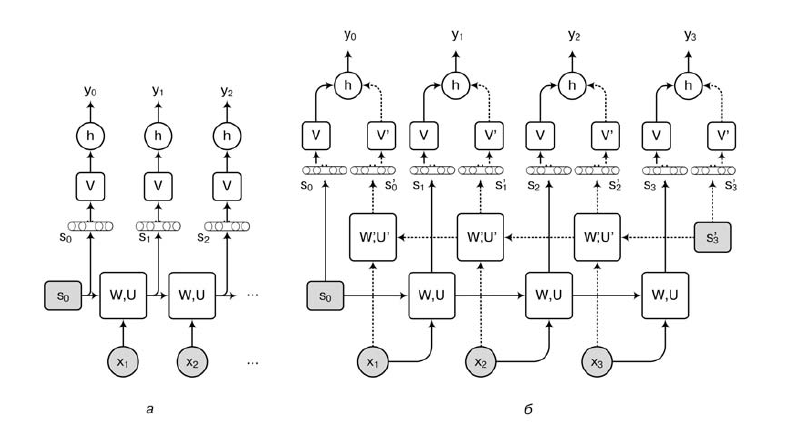 y₀ y₁ y₂ y₃
h h h h
y₀ y₁ y₂
h h h
V V' V V' V V' V V'
V V V
s₀ s'₀ s₁ s'₁ s₂ s'₂ s₃ s'₃
s₀ s₁ s₂
W',U' W',U' W',U' s'₃
s₀ W,U W,U ... s₀ W,U W,U W,U
x₁ x₂ ... x₁ x₂ x₃
а б